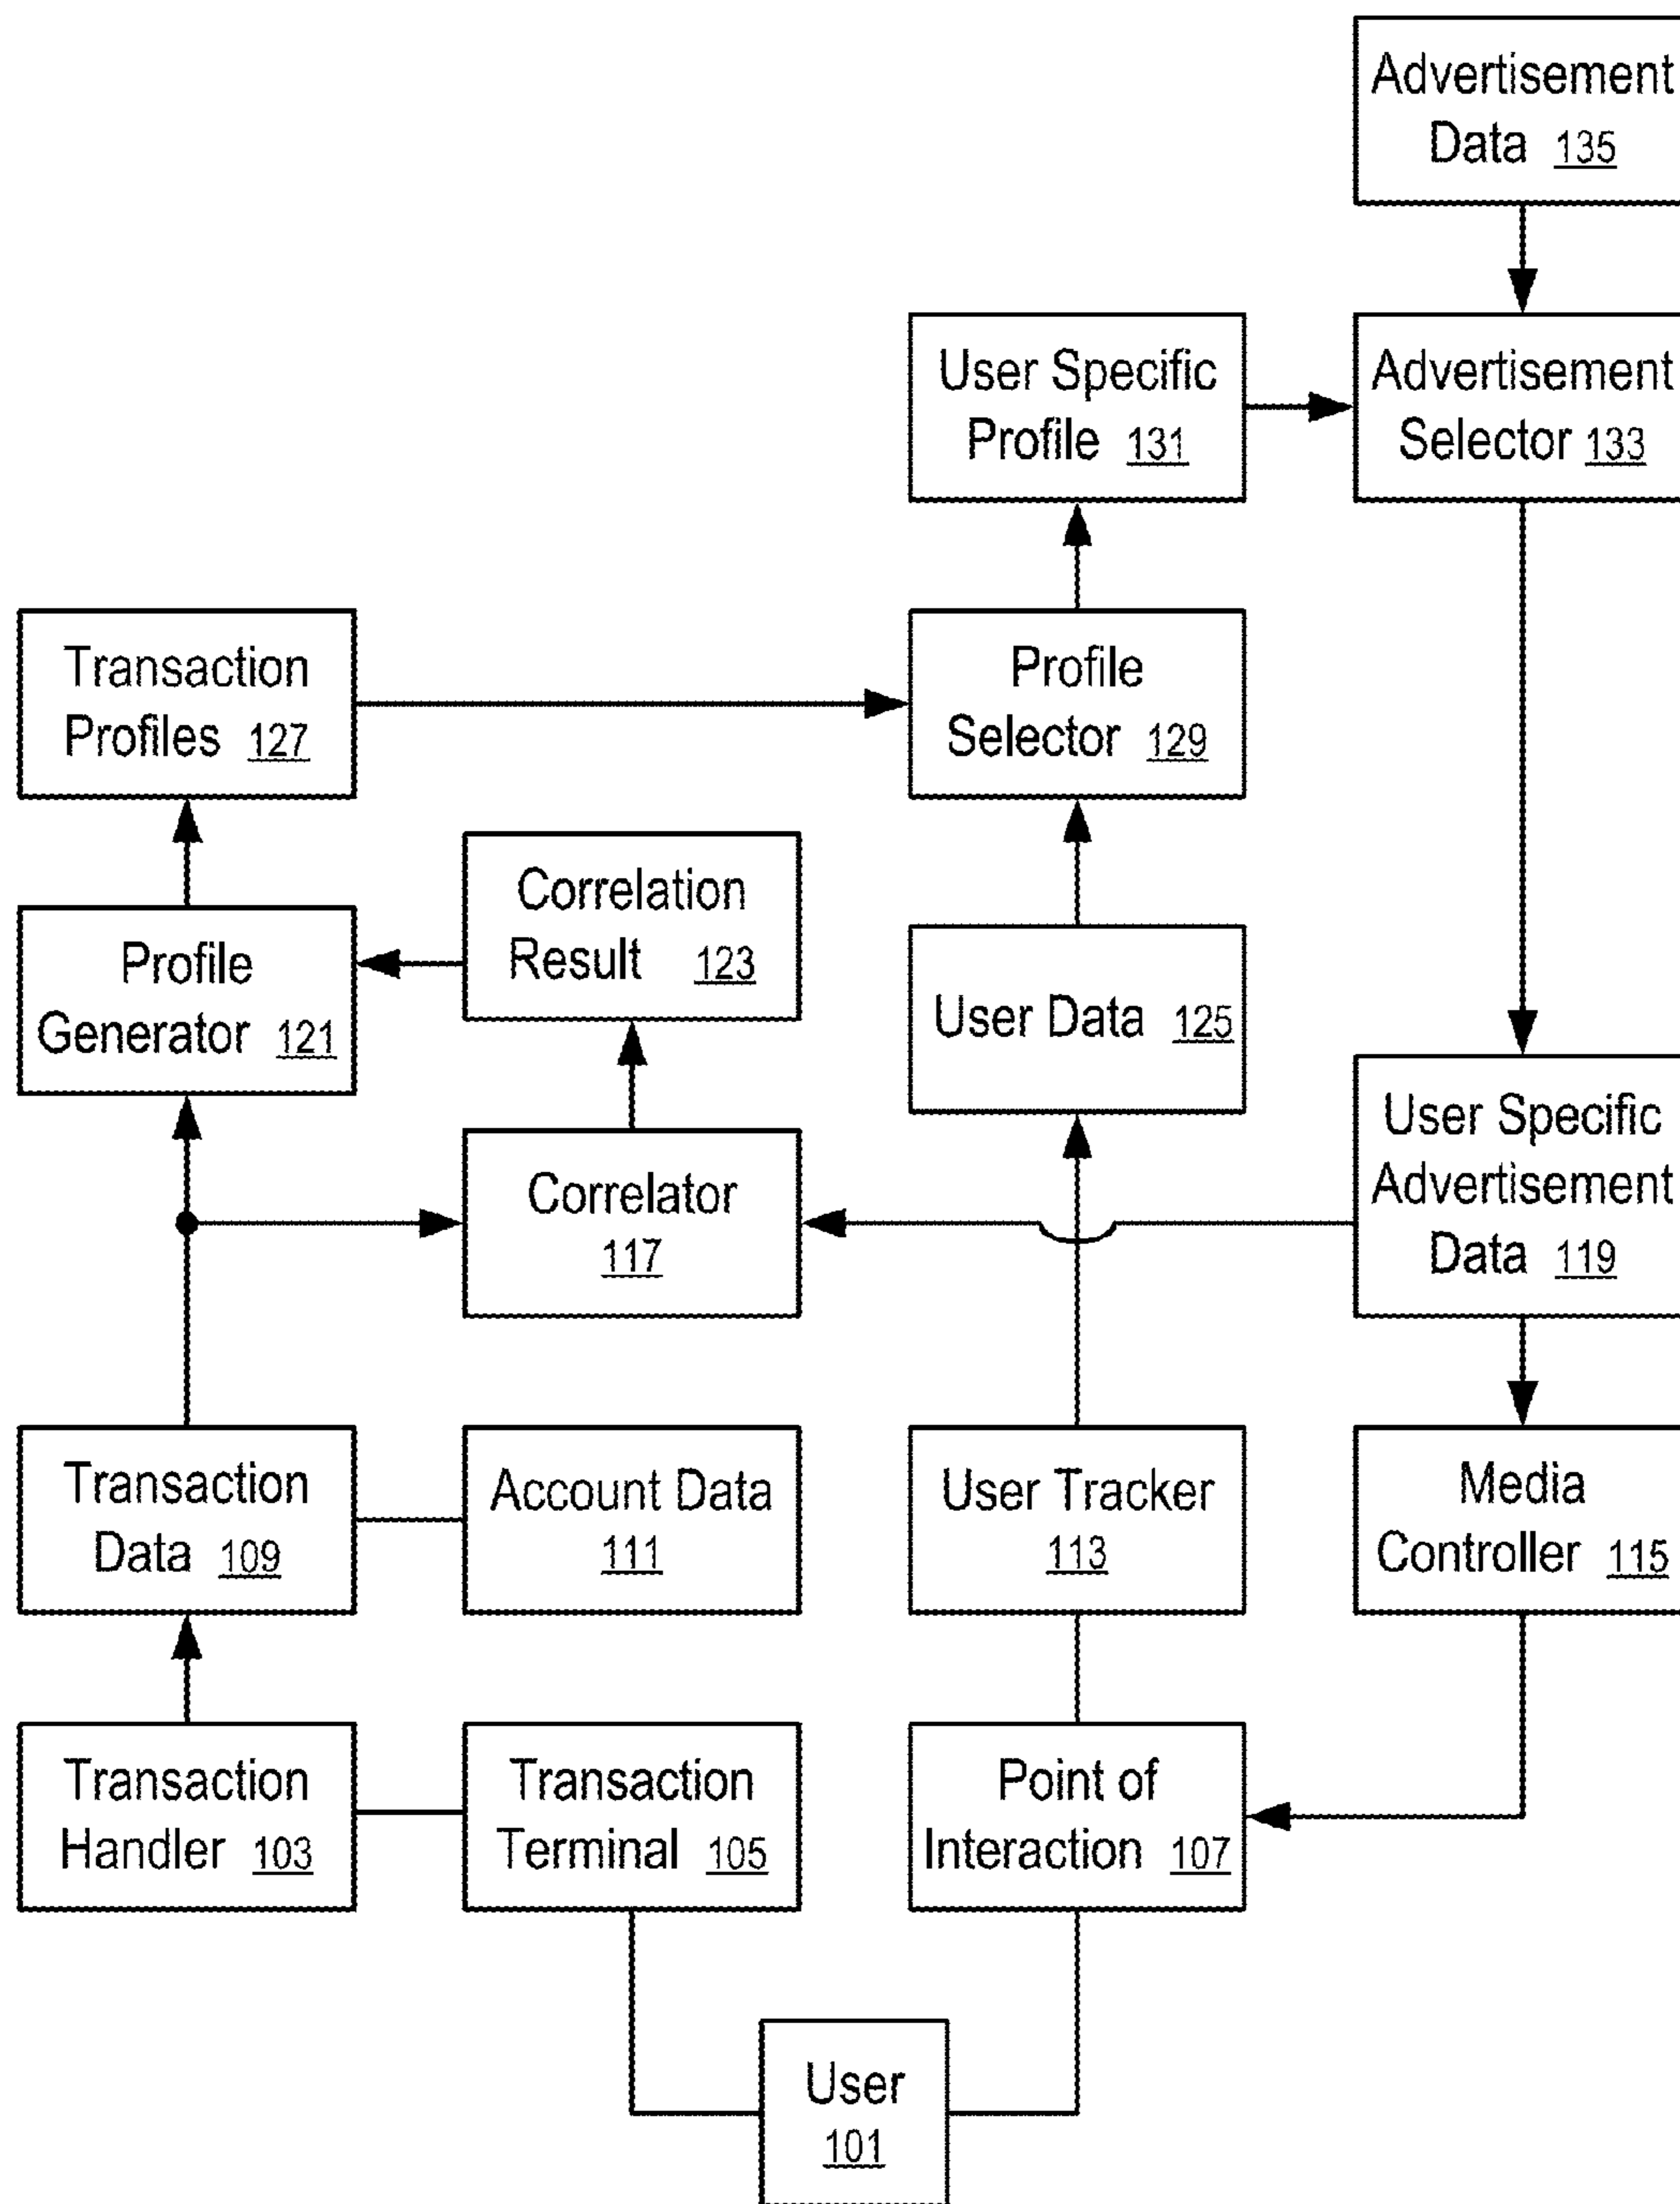 Advertisement
Data 135
User Specific
Profile 131
Advertisement
Selector 133
Transaction
Profiles 127
Profile
Selector 129
Correlation
Result 123
Profile
Generator 121
User Data 125
User Specific
Advertisement
Data 119
Correlator
117
Transaction
Data 109
Account Data
111
User Tracker
113
Media
Controller 115
Transaction
Handler 103
Transaction
Terminal 105
Point of
Interaction 107
User
101